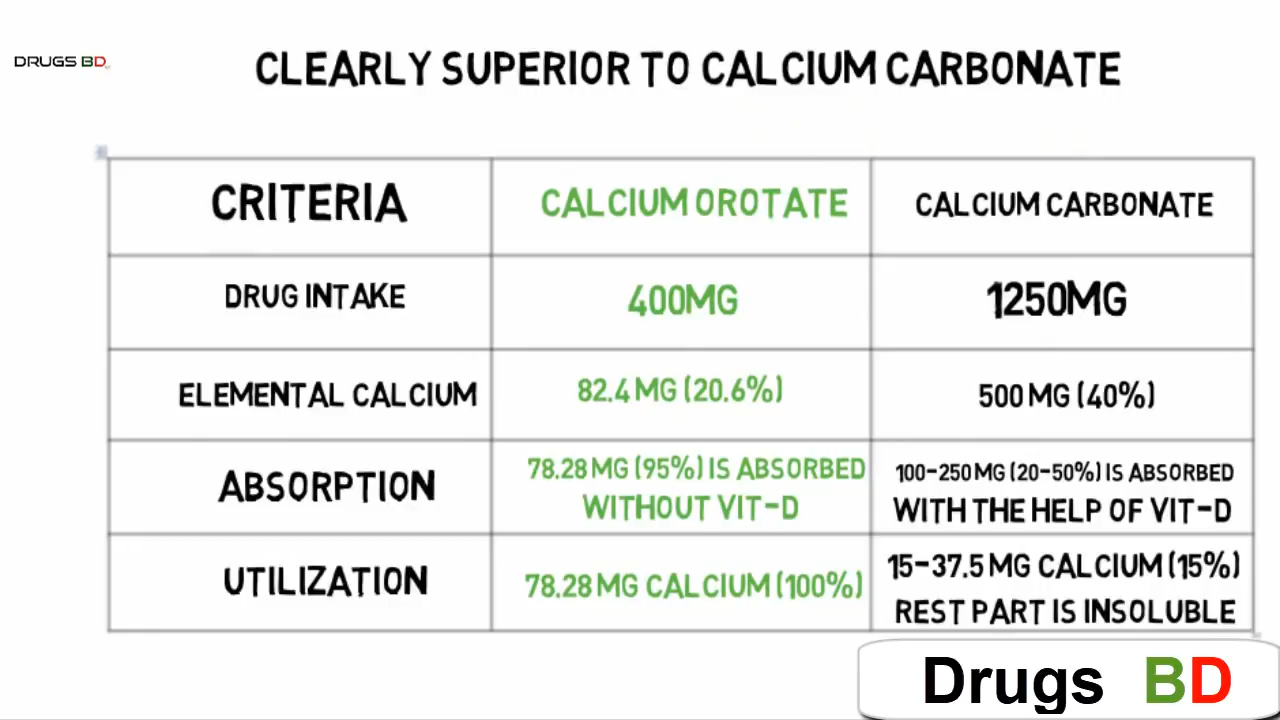 DRUGS BD
CLEARLY SUPERIOR TO CALCIUM CARBONATE
CRITERIA
CALCIUM OROTATE
CALCIUM CARBONATE
DRUG INTAKE
400MG
1250MG
ELEMENTAL CALCIUM
82.4 MG (20.6%)
500 MG (40%)
ABSORPTION
78.28 MG (95%) IS ABSORBED
WITHOUT VIT-D
100-250 MG (20-50%) IS ABSORBED
WITH THE HELP OF VIT-D
UTILIZATION
78.28 MG CALCIUM (100%)
15-37.5 MG CALCIUM (15%)
REST PART IS INSOLUBLE
Drugs BD